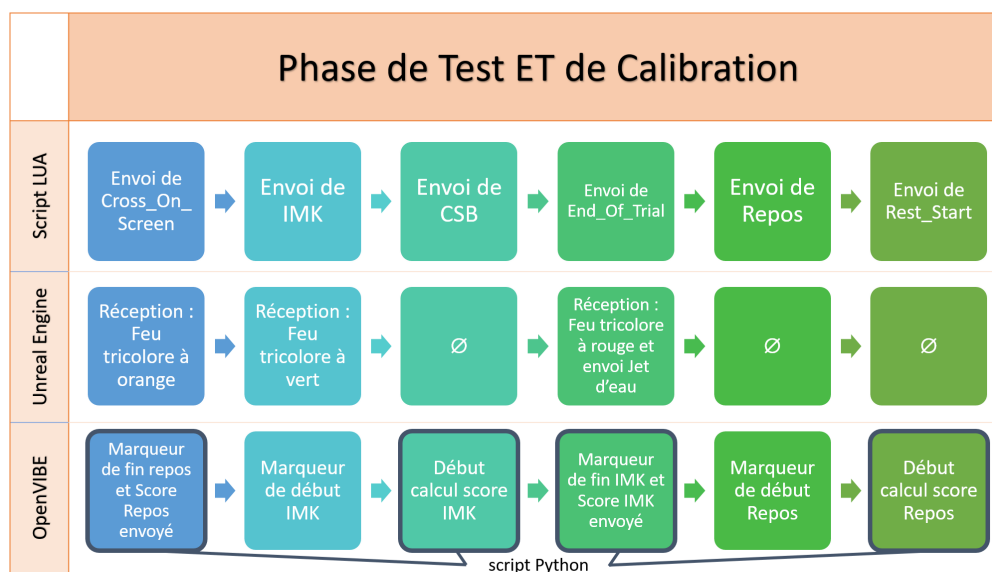 Phase de Test ET de Calibration
Script LUA
Envoi de
Cross_On_
Screen
Envoi de
IMK
Envoi de
CSB
Envoi de
End_Of_Trial
Envoi de
Repos
Envoi de
Rest_Start
Unreal Engine
Réception :
Feu
tricolore à
orange
Réception :
Feu
tricolore à
vert
∅
Réception :
Feu tricolore
à rouge et
envoi Jet
d’eau
∅
∅
OpenVIBE
Marqueur
de fin repos
et Score
Repos
envoyé
Marqueur
de début
IMK
Début
calcul score
IMK
Marqueur
de fin IMK et
Score IMK
envoyé
Marqueur
de début
Repos
Début
calcul score
Repos
script Python